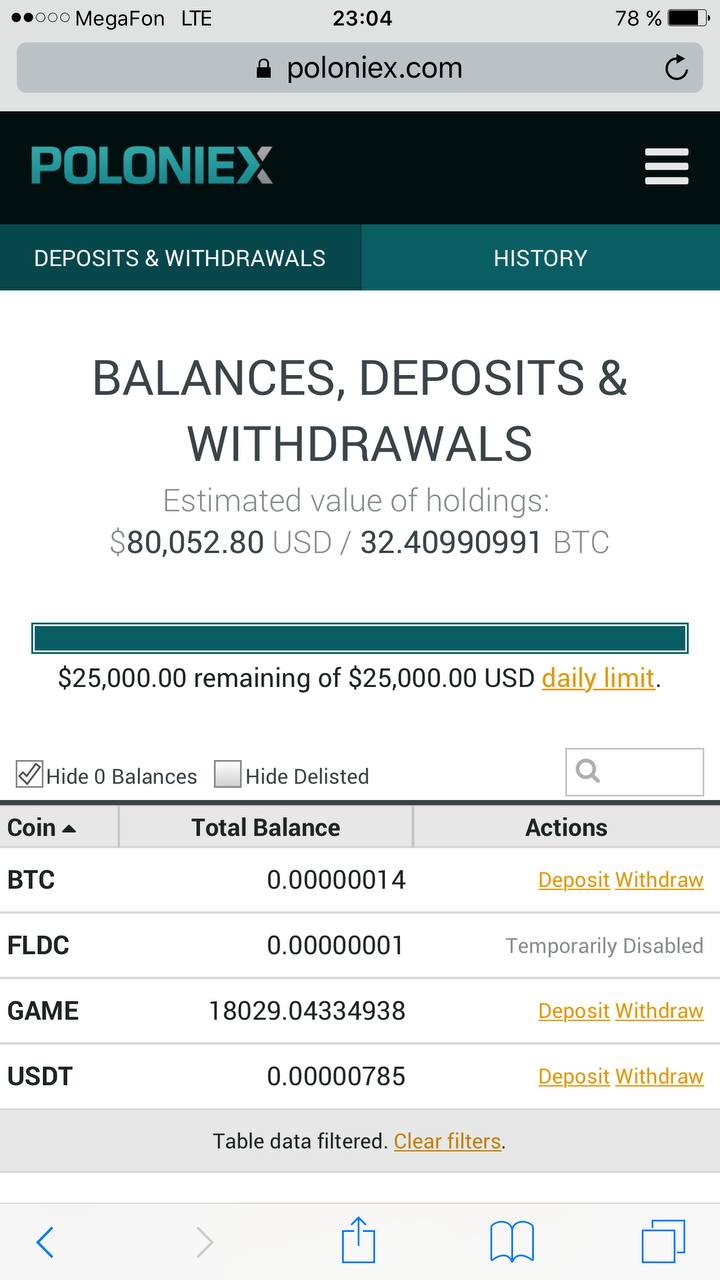 MegaFon LTE 23:04 78 %
poloniex.com
POLONIEX
DEPOSITS & WITHDRAWALS HISTORY
BALANCES, DEPOSITS &
WITHDRAWALS
Estimated value of holdings:
$80,052.80 USD / 32.40990991 BTC
$25,000.00 remaining of $25,000.00 USD daily limit.
Hide 0 Balances Hide Delisted
Coin Total Balance Actions
BTC 0.00000014 Deposit Withdraw
FLDC 0.00000001 Temporarily Disabled
GAME 18029.04334938 Deposit Withdraw
USDT 0.00000785 Deposit Withdraw
Table data filtered. Clear filters.